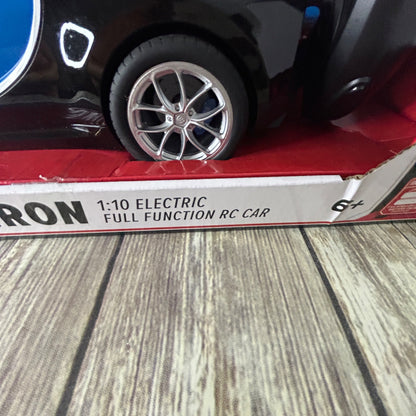 RON 1:10 ELECTRIC
FULL FUNCTION RC CAR
6+